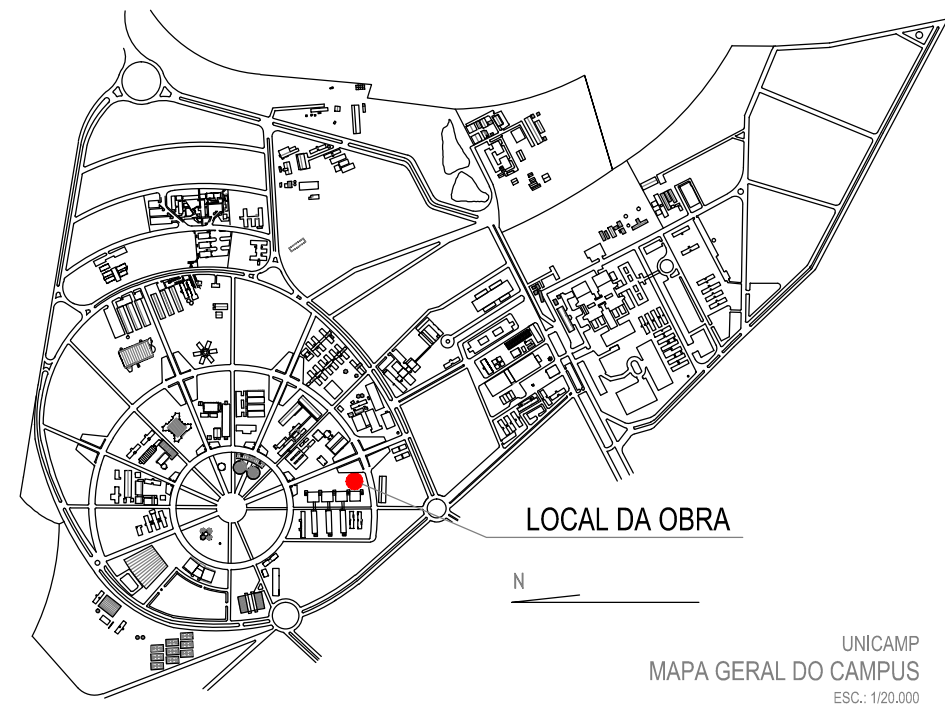 LOCAL DA OBRA
N
UNICAMP
MAPA GERAL DO CAMPUS
ESC.: 1/20.000